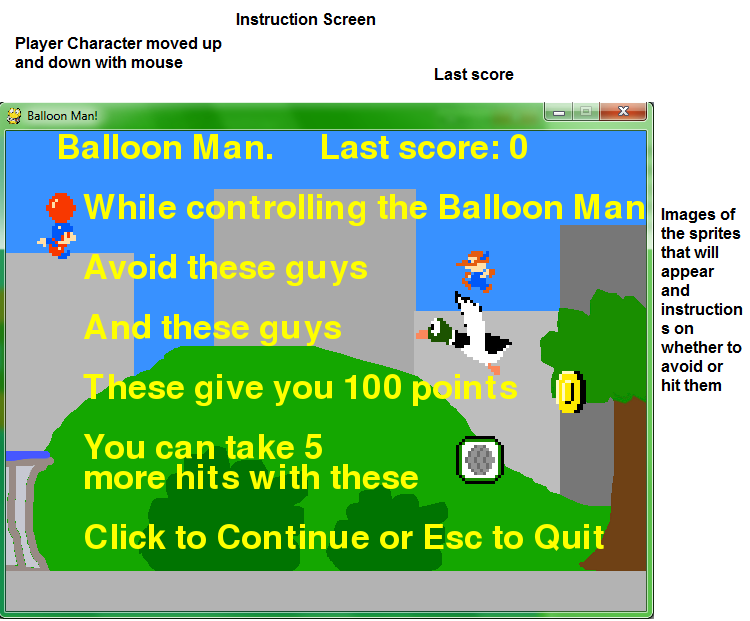 Instruction Screen
Player Character moved up
and down with mouse
Last score
Balloon Man!
Balloon Man. Last score: 0
While controlling the Balloon Man
Avoid these guys
And these guys
These give you 100 points
You can take 5
more hits with these
Click to Continue or Esc to Quit
Images of
the sprites
that will
appear
and
instruction
s on
whether to
avoid or
hit them